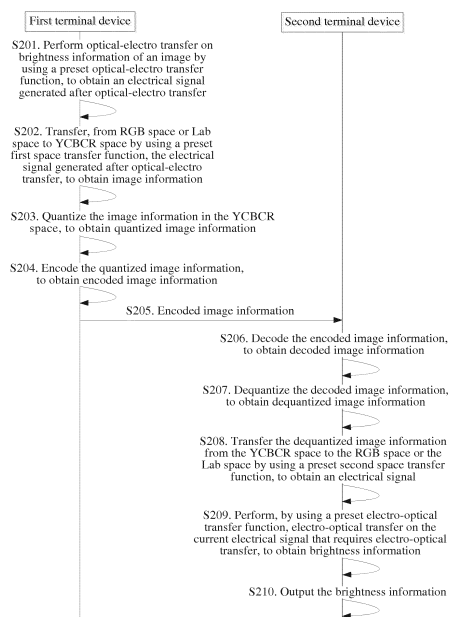 First terminal device
Second terminal device
S201. Perform optical-electro transfer on
brightness information of an image by
using a preset optical-electro transfer
function, to obtain an electrical signal
generated after optical-electro transfer
S202. Transfer, from RGB space or Lab
space to YCBCR space by using a preset
first space transfer function, the electrical
signal generated after optical-electro
transfer, to obtain image information
S203. Quantize the image information in the YCBCR
space, to obtain quantized image information
S204. Encode the quantized image information,
to obtain encoded image information
S205. Encoded image information
S206. Decode the encoded image information,
to obtain decoded image information
S207. Dequantize the decoded image information,
to obtain dequantized image information
S208. Transfer the dequantized image information
from the YCBCR space to the RGB space or the
Lab space by using a preset second space transfer
function, to obtain an electrical signal
S209. Perform, by using a preset electro-optical
transfer function, electro-optical transfer on the
current electrical signal that requires electro-optical
transfer, to obtain brightness information
S210. Output the brightness information